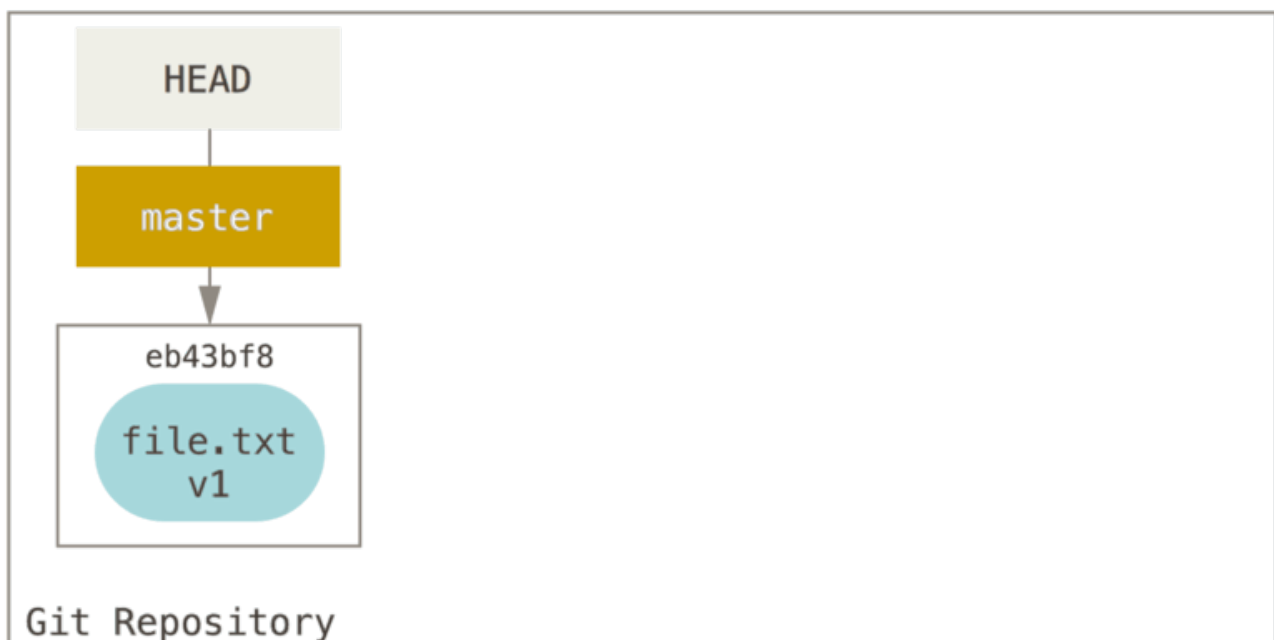 HEAD
master
eb43bf8
file.txt
v1
Git Repository